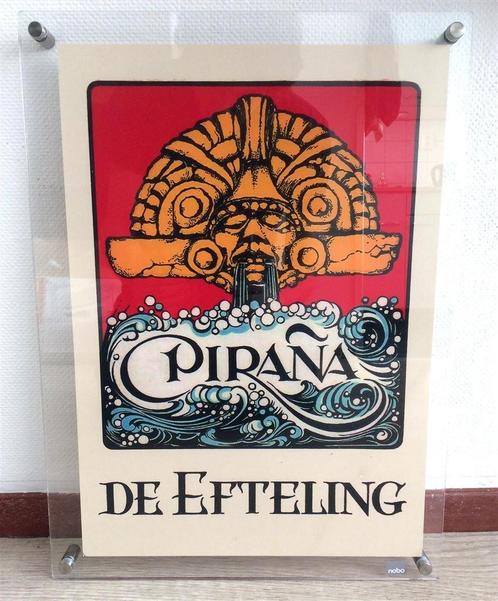 PIRAÑA
DE EFTELING
nobo